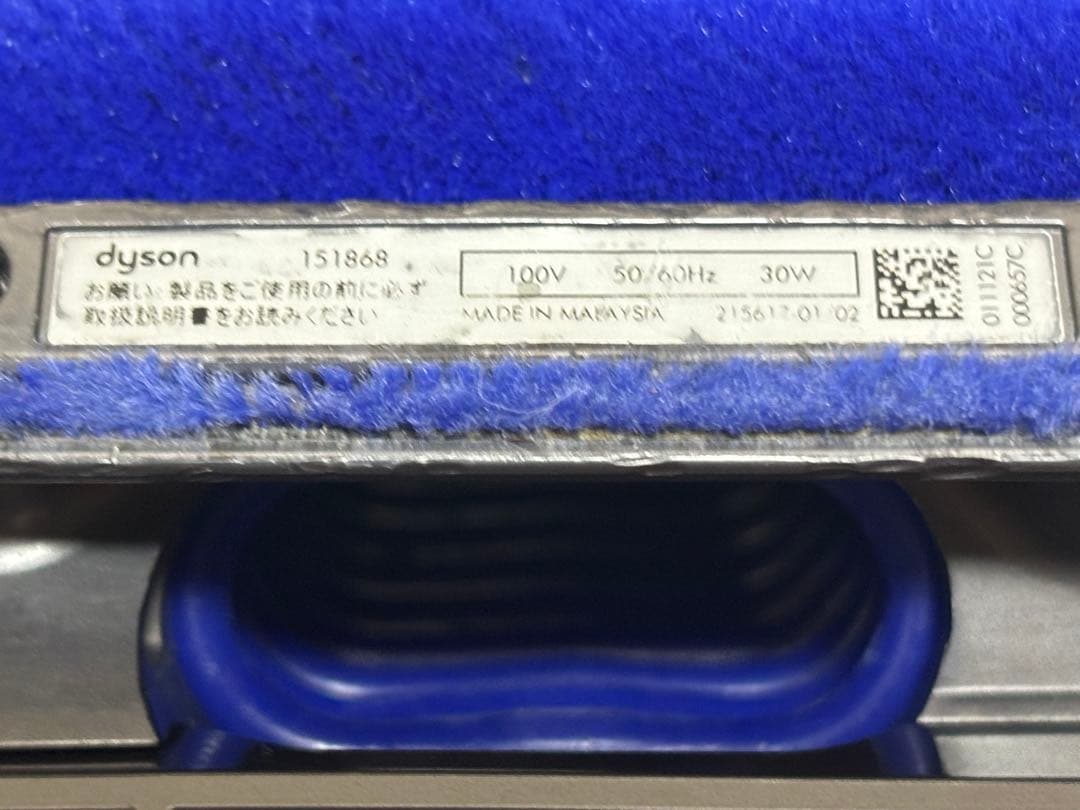 dyson 151868
お願い: 製品をご使用の前に必ず
取扱説明書をお読みください
100V 50/60Hz 30W
MADE IN MALAYSIA 215617-01/02
011121C
000657C